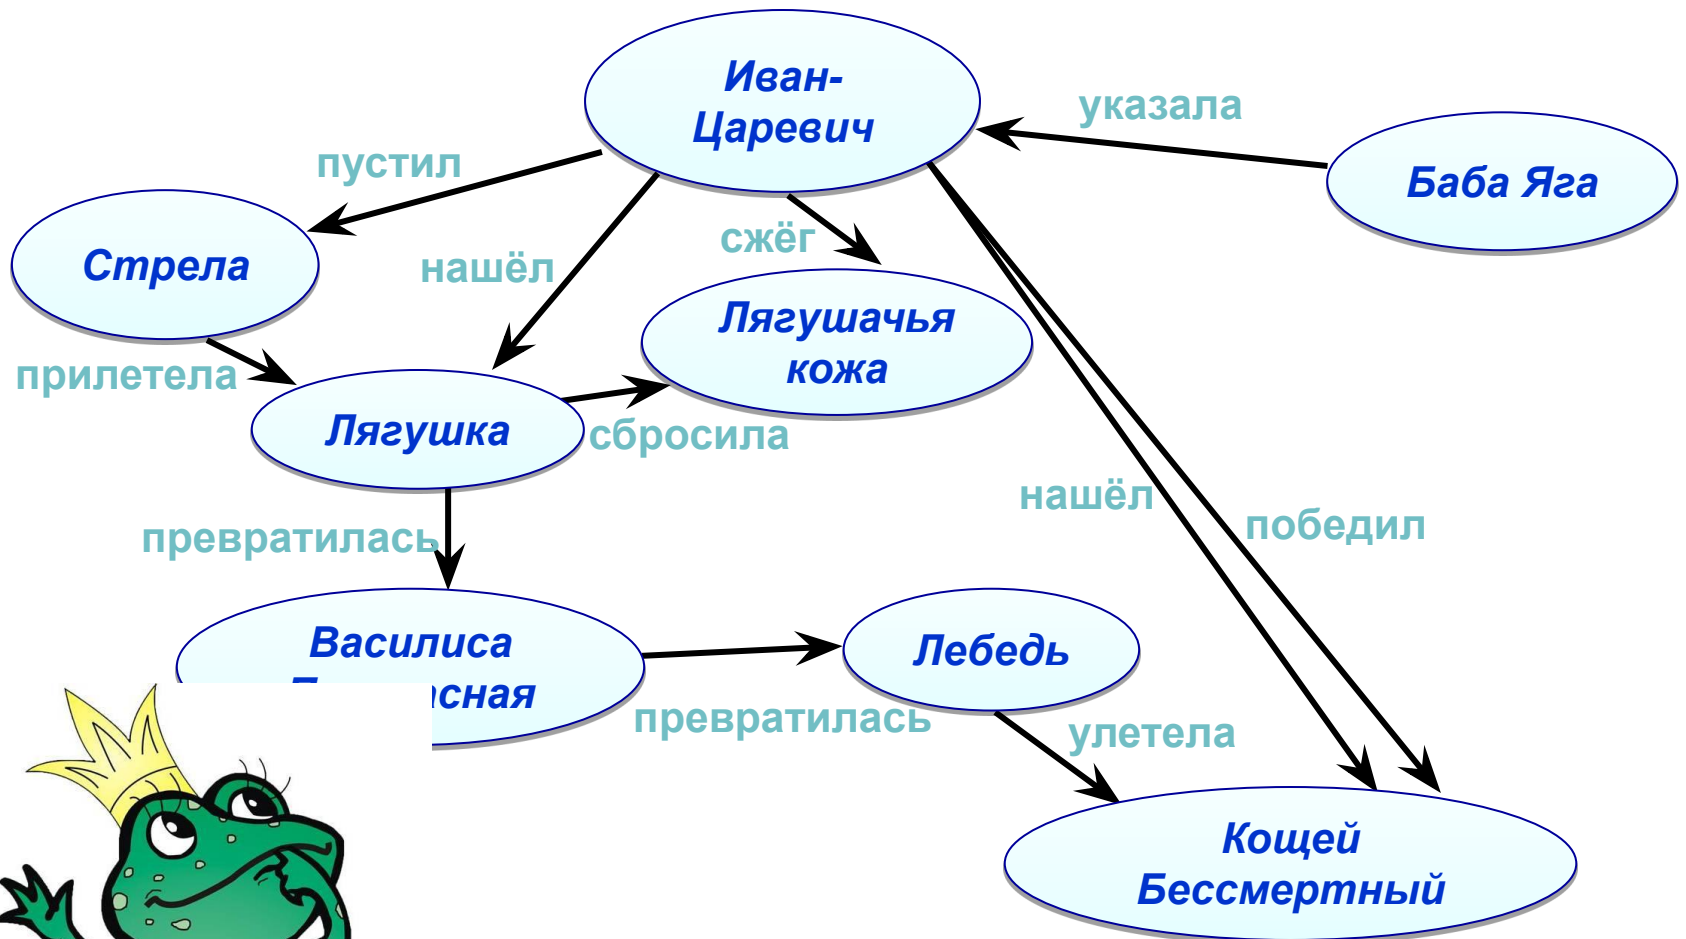 Иван-
Царевич
указала
Баба Яга
пустил
Стрела
нашёл
сжёг
Лягушачья
кожа
прилетела
Лягушка
сбросила
нашёл
победил
превратилась
Василиса
Лебедь
превратилась
улетела
Кощей
Бессмертный